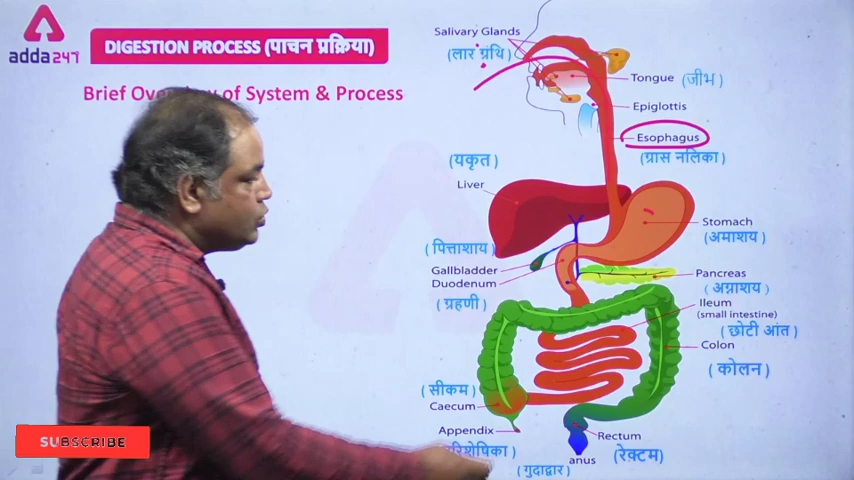 adda247
DIGESTION PROCESS (पाचन प्रक्रिया)
Brief Overview of System & Process
Salivary Glands
(लार ग्रंथि)
Tongue (जीभ)
Epiglottis
Esophagus
(ग्रास नलिका)
(यकृत)
Liver
Stomach
(अमाशय)
(पित्ताशाय)
Gallbladder
Duodenum
(ग्रहणी)
Pancreas
(अग्नाशय)
Ileum
(small intestine)
(छोटी आंत)
Colon
(कोलन)
(सीकम)
Caecum
Appendix
Rectum
(रेक्टम)
anus
(गुदाद्वार)
SUBSCRIBE